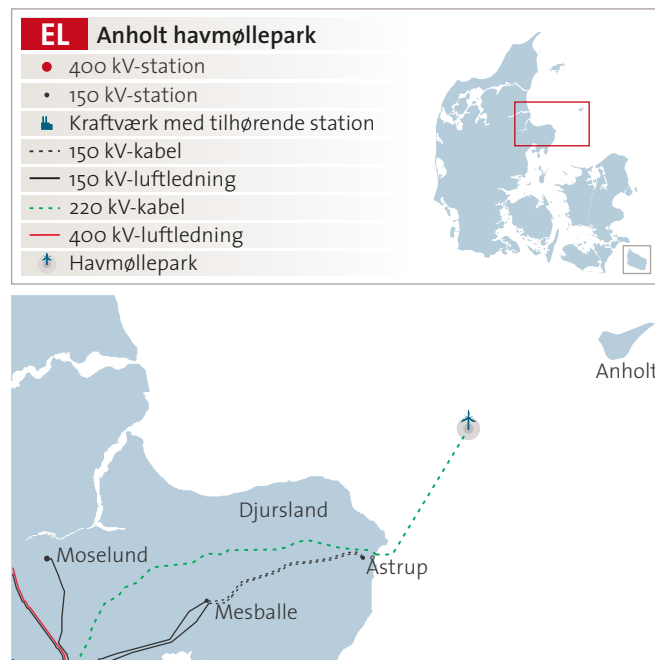 EL Anholt havmøllepark
400 kV-station
150 kV-station
Kraftværk med tilhørende station
150 kV-kabel
150 kV-luftledning
220 kV-kabel
400 kV-luftledning
Havmøllepark
Anholt
Djursland
Moselund
Åstrup
Mesballe